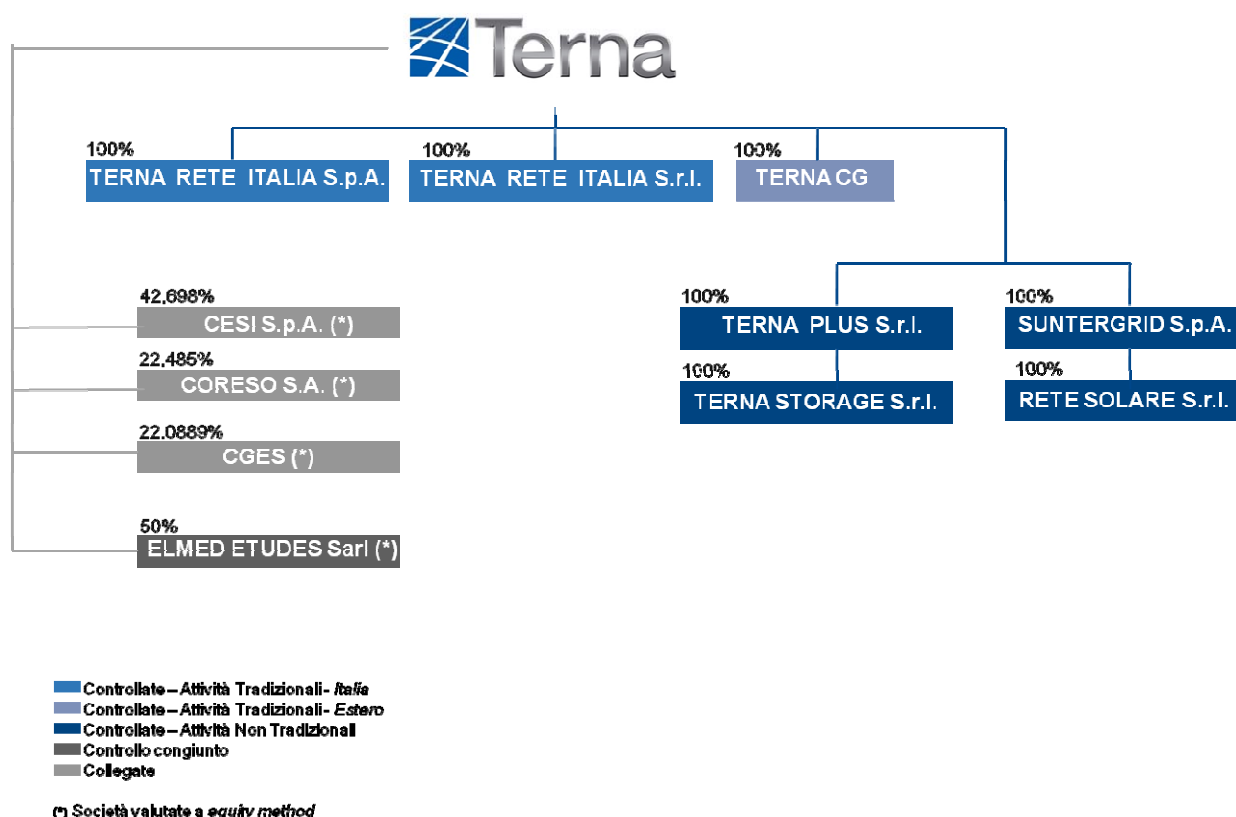 Terna
100%
TERNA RETE ITALIA S.p.A.
100%
TERNA RETE ITALIA S.r.l.
100%
TERNA CG
42,698%
CESI S.p.A. (*)
22,485%
CORESO S.A. (*)
22.0889%
CGES (*)
50%
ELMED ETUDES Sarl (*)
100%
TERNA PLUS S.r.l.
100%
TERNA STORAGE S.r.l.
100%
SUNTERGRID S.p.A.
100%
RETE SOLARE S.r.l.
Controllate – Attività Tradizionali - Italia
Controllate – Attività Tradizionali - Estero
Controllate – Attività Non Tradizionali
Controllo congiunto
Collegate
(*) Società valutate a equity method